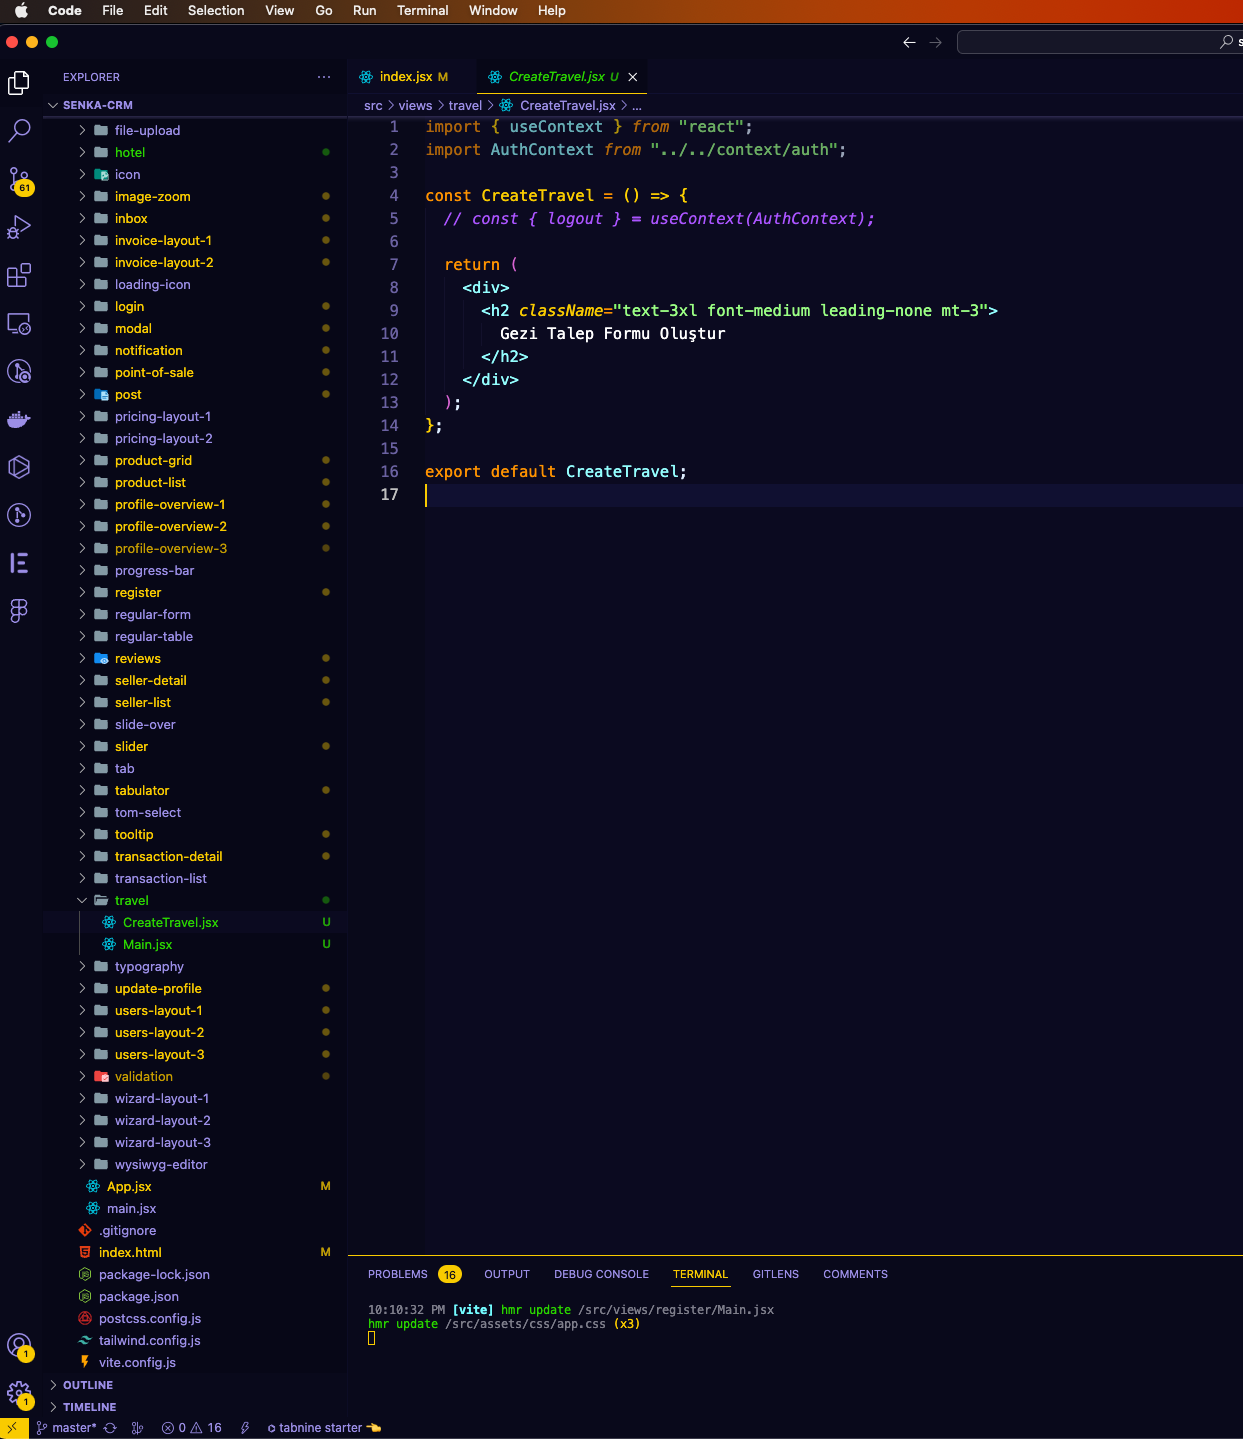 Code File Edit Selection View Go Run Terminal Window Help
EXPLORER
SENKA-CRM
file-upload
hotel
icon
image-zoom
inbox
invoice-layout-1
invoice-layout-2
loading-icon
login
modal
notification
point-of-sale
post
pricing-layout-1
pricing-layout-2
product-grid
product-list
profile-overview-1
profile-overview-2
profile-overview-3
progress-bar
register
regular-form
regular-table
reviews
seller-detail
seller-list
slide-over
slider
tab
tabulator
tom-select
tooltip
transaction-detail
transaction-list
travel
CreateTravel.jsx U
Main.jsx U
typography
update-profile
users-layout-1
users-layout-2
users-layout-3
validation
wizard-layout-1
wizard-layout-2
wizard-layout-3
wysiwyg-editor
App.jsx M
main.jsx
.gitignore
index.html M
package-lock.json
package.json
postcss.config.js
tailwind.config.js
vite.config.js
OUTLINE
TIMELINE
61
1
1
index.jsx M CreateTravel.jsx U
src > views > travel > CreateTravel.jsx > ...
1 import { useContext } from "react";
2 import AuthContext from "../../context/auth";
3
4 const CreateTravel = () => {
5 // const { logout } = useContext(AuthContext);
6
7 return (
8 <div>
9 <h2 className="text-3xl font-medium leading-none mt-3">
10 Gezi Talep Formu Oluştur
11 </h2>
12 </div>
13 );
14 };
15
16 export default CreateTravel;
17
PROBLEMS 16 OUTPUT DEBUG CONSOLE TERMINAL GITLENS COMMENTS
10:10:32 PM [vite] hmr update /src/views/register/Main.jsx
hmr update /src/assets/css/app.css (x3)
master* 0 16 tabnine starter